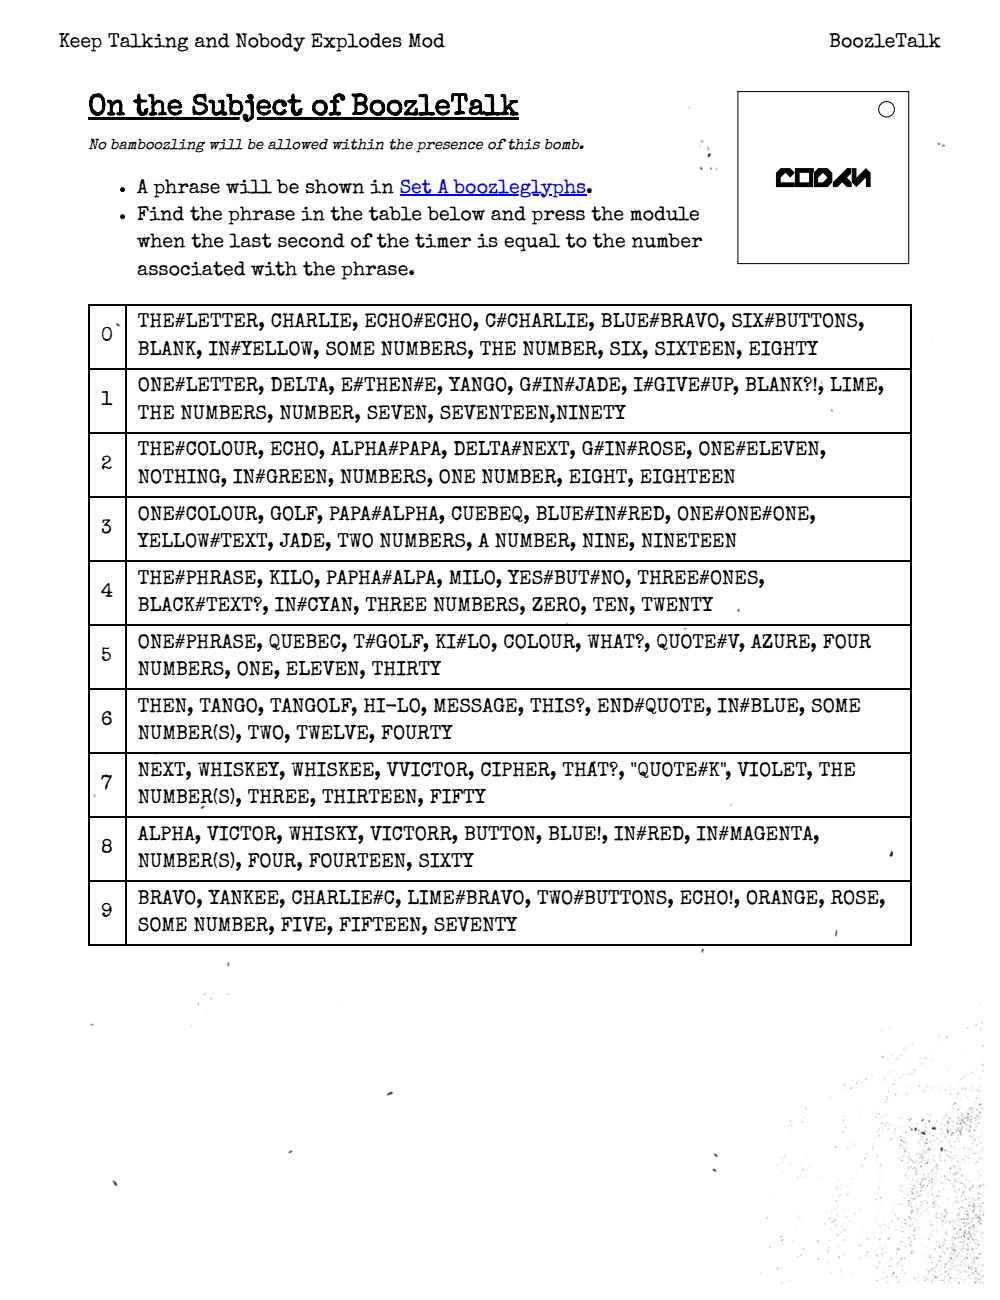 Keep Talking and Nobody Explodes Mod
BoozleTalk
On the Subject of BoozleTalk
No bamboozling will be allowed within the presence of this bomb.
• A phrase will be shown in Set A boozleglyphs.
• Find the phrase in the table below and press the module
when the last second of the timer is equal to the number
associated with the phrase.
0
THE#LETTER, CHARLIE, ECHO#ECHO, C#CHARLIE, BLUE#BRAVO, SIX#BUTTONS,
BLANK, IN#YELLOW, SOME NUMBERS, THE NUMBER, SIX, SIXTEEN, EIGHTY
1
ONE#LETTER, DELTA, E#THEN#E, YANGO, G#IN#JADE, I#GIVE#UP, BLANK?!, LIME,
THE NUMBERS, NUMBER, SEVEN, SEVENTEEN,NINETY
2
THE#COLOUR, ECHO, ALPHA#PAPA, DELTA#NEXT, G#IN#ROSE, ONE#ELEVEN,
NOTHING, IN#GREEN, NUMBERS, ONE NUMBER, EIGHT, EIGHTEEN
3
ONE#COLOUR, GOLF, PAPA#ALPHA, CUEBEQ, BLUE#IN#RED, ONE#ONE#ONE,
YELLOW#TEXT, JADE, TWO NUMBERS, A NUMBER, NINE, NINETEEN
4
THE#PHRASE, KILO, PAPHA#ALPA, MILO, YES#BUT#NO, THREE#ONES,
BLACK#TEXT?, IN#CYAN, THREE NUMBERS, ZERO, TEN, TWENTY
5
ONE#PHRASE, QUEBEC, T#GOLF, KI#LO, COLOUR, WHAT?, QUOTE#V, AZURE, FOUR
NUMBERS, ONE, ELEVEN, THIRTY
6
THEN, TANGO, TANGOLF, HI-LO, MESSAGE, THIS?, END#QUOTE, IN#BLUE, SOME
NUMBER(S), TWO, TWELVE, FOURTY
7
NEXT, WHISKEY, WHISKEE, VVICTOR, CIPHER, THAT?, "QUOTE#K", VIOLET, THE
NUMBER(S), THREE, THIRTEEN, FIFTY
8
ALPHA, VICTOR, WHISKY, VICTORR, BUTTON, BLUE!, IN#RED, IN#MAGENTA,
NUMBER(S), FOUR, FOURTEEN, SIXTY
9
BRAVO, YANKEE, CHARLIE#C, LIME#BRAVO, TWO#BUTTONS, ECHO!, ORANGE, ROSE,
SOME NUMBER, FIVE, FIFTEEN, SEVENTY